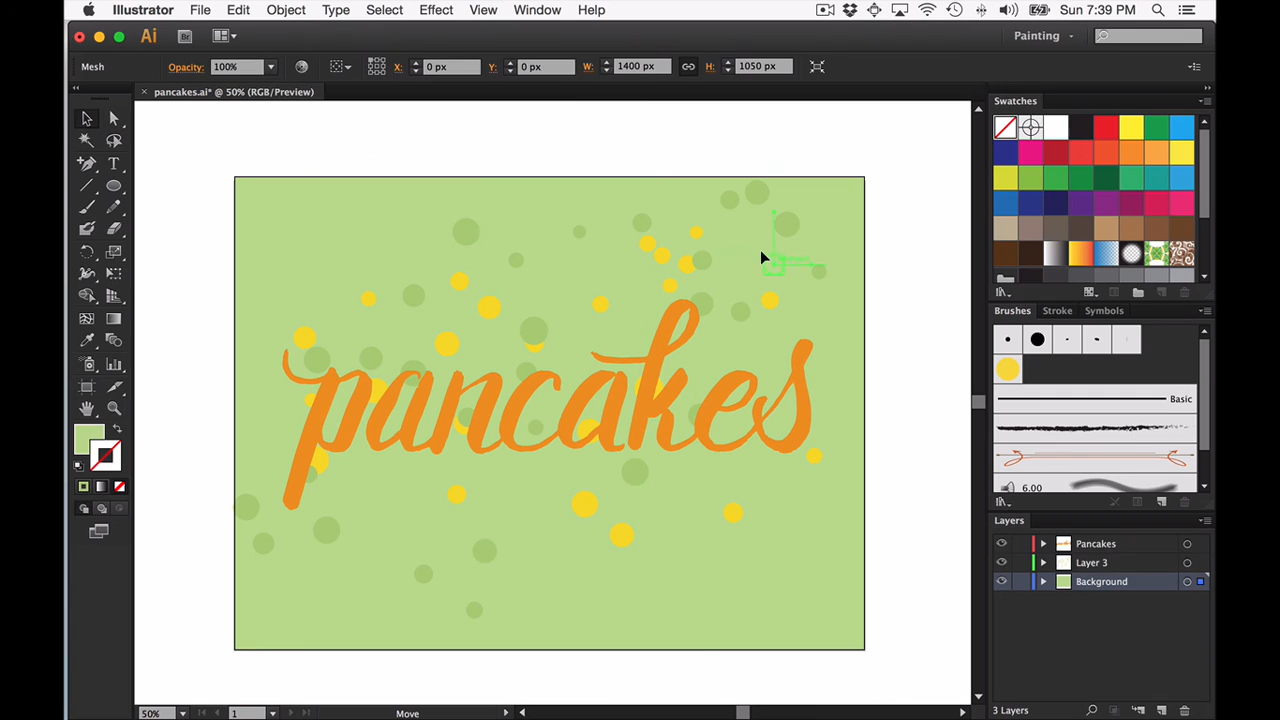 Illustrator File Edit Object Type Select Effect View Window Help
Sun 7:39 PM
Ai Br Painting
Mesh Opacity: 100% X: 0 px Y: 0 px W: 1400 px H: 1050 px
× pancakes.ai* @ 50% (RGB/Preview)
Swatches
Brushes Stroke Symbols
pancakes
Basic
6.00
Layers
Pancakes
Layer 3
Background
50% 1 Move
3 Layers